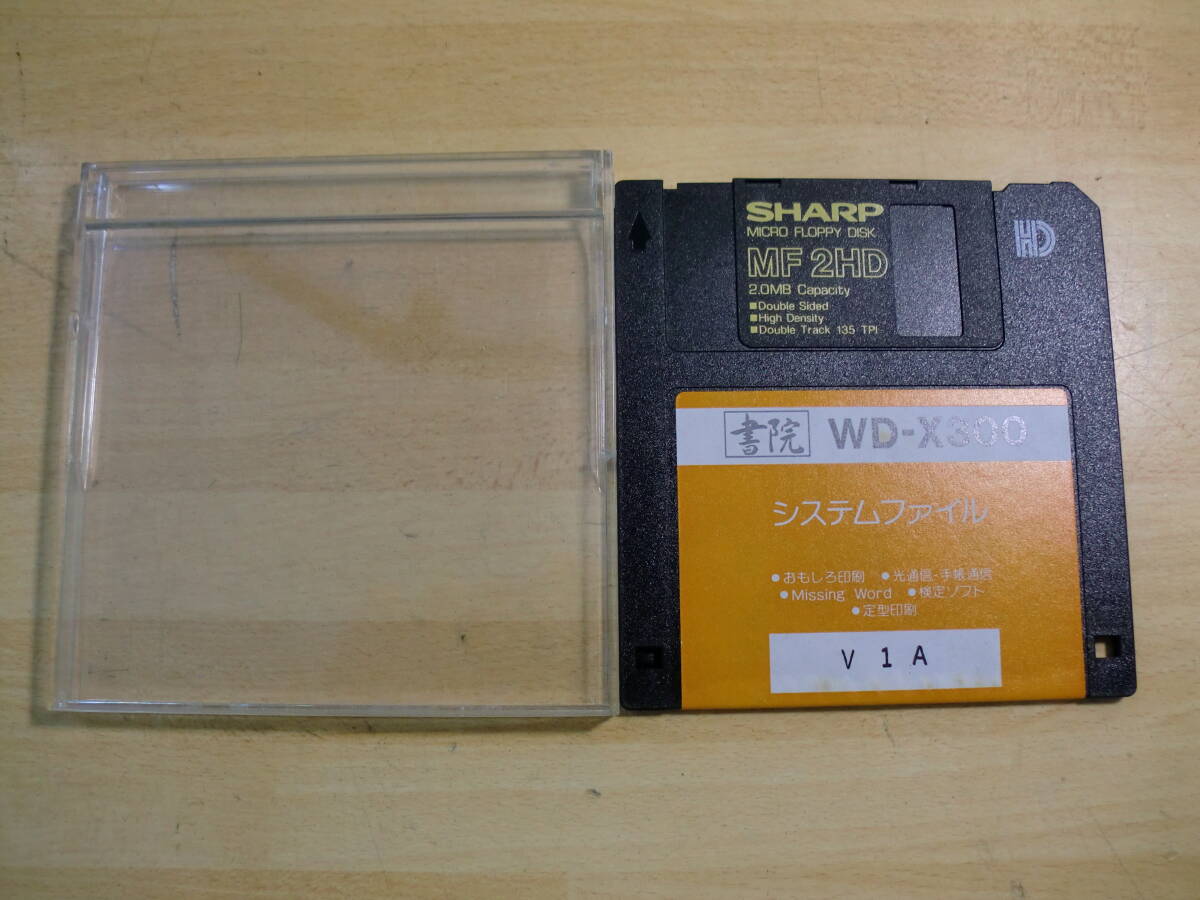 SHARP
MICRO FLOPPY DISK
MF 2HD
2.0MB Capacity
■Double Sided
■High Density
■Double Track 135 TPI
HD
書院 WD-X300
システムファイル
●おもしろ印刷 ●光通信・手帳通信
●Missing Word ●検定ソフト
●定型印刷
V 1 A